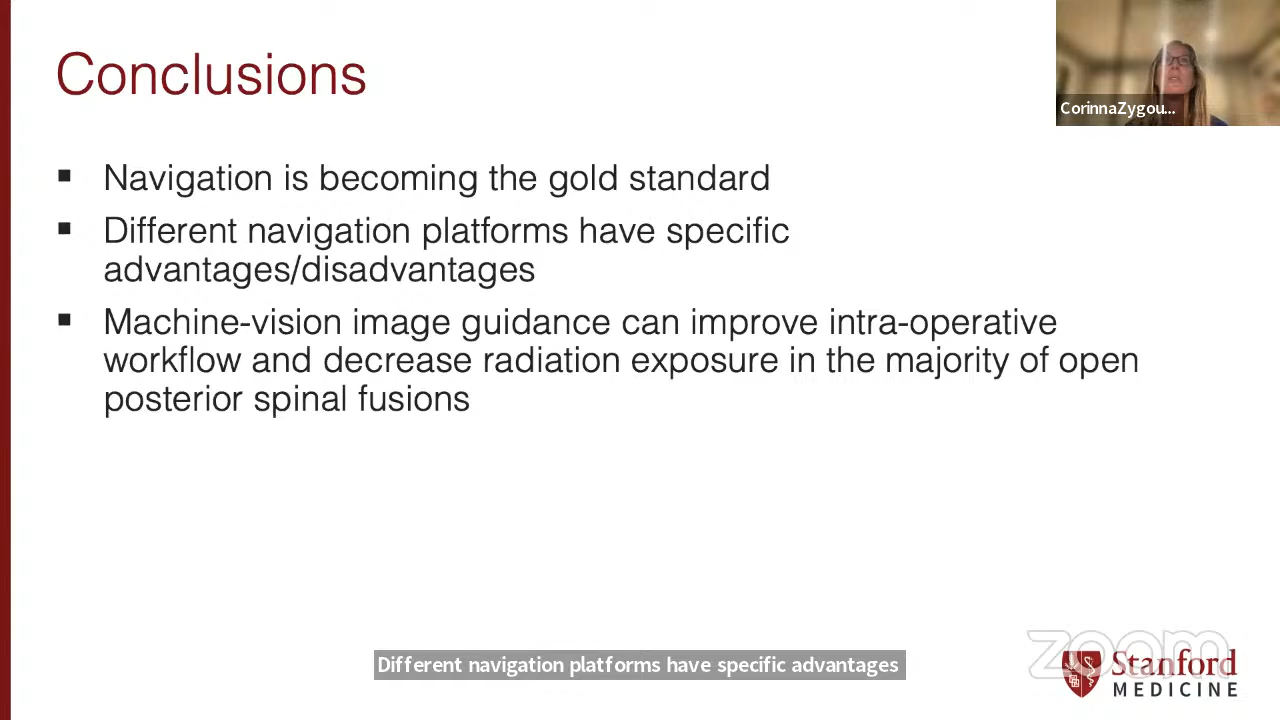 Conclusions
CorinnaZygou...
▪ Navigation is becoming the gold standard
▪ Different navigation platforms have specific
advantages/disadvantages
▪ Machine-vision image guidance can improve intra-operative
workflow and decrease radiation exposure in the majority of open
posterior spinal fusions
Different navigation platforms have specific advantages
zoom
Stanford
MEDICINE